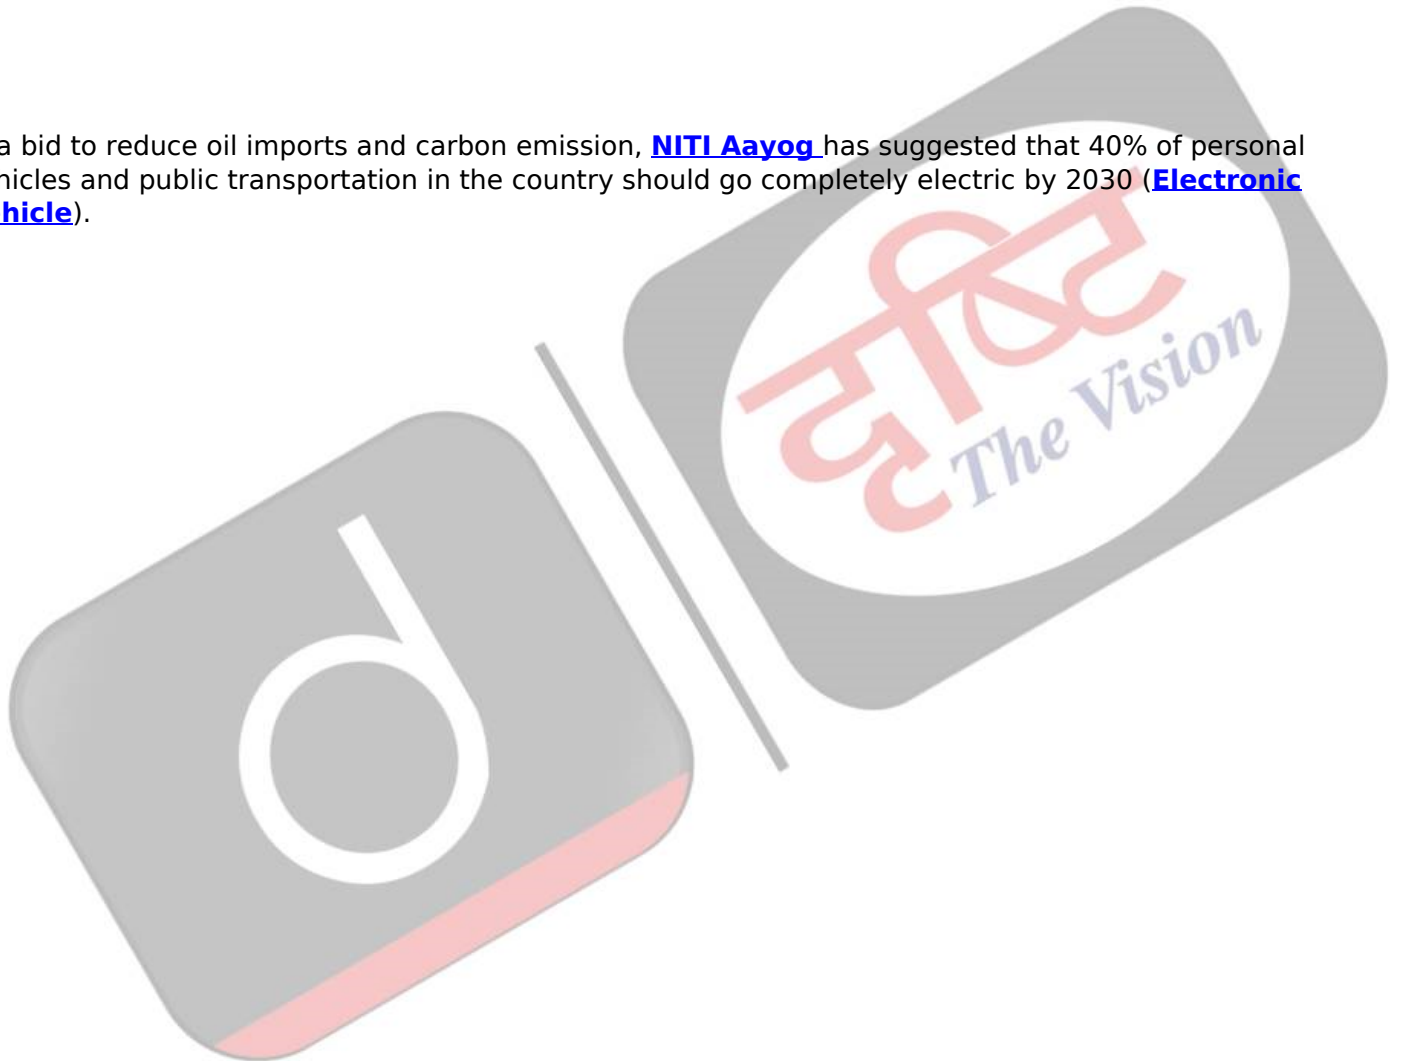 a bid to reduce oil imports and carbon emission, NITI Aayog has suggested that 40% of personal
hicles and public transportation in the country should go completely electric by 2030 (Electronic
hicle).
दृष्टि
The Vision
d